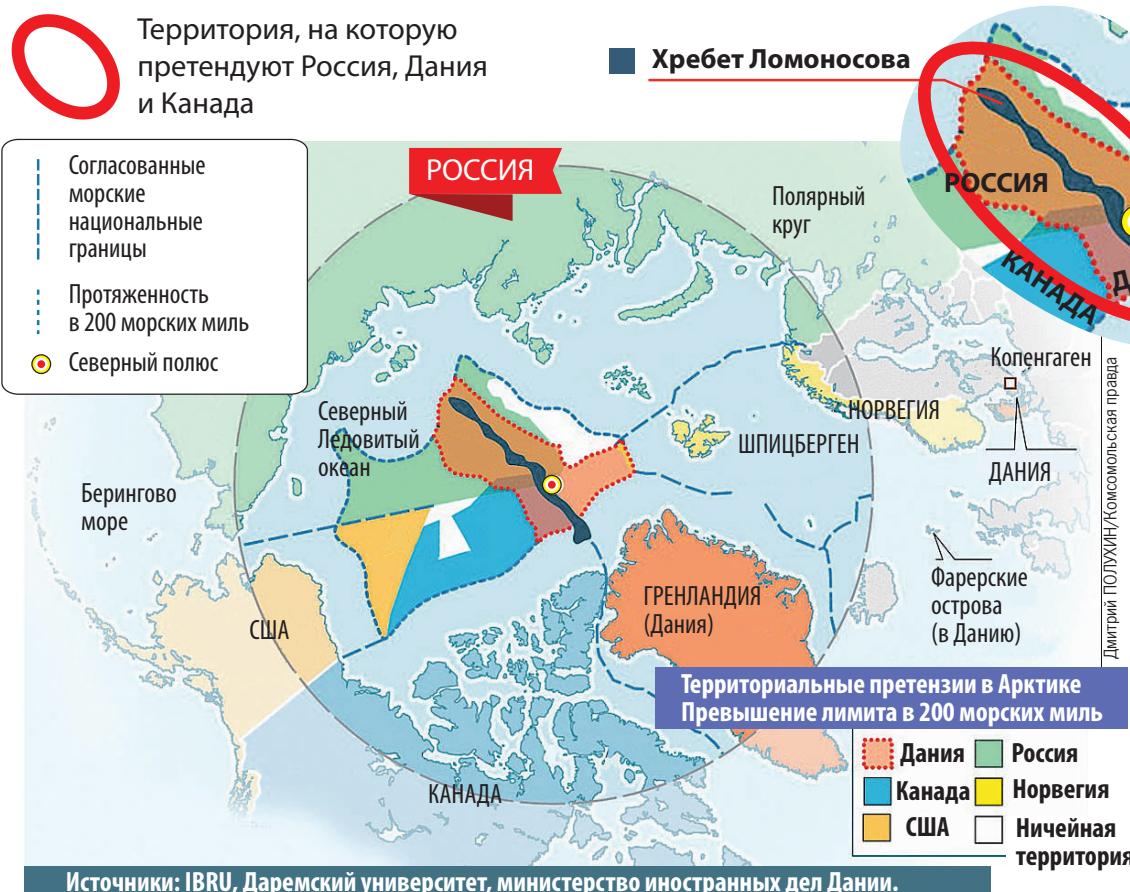 Территория, на которую
претендуют Россия, Дания
и Канада
Хребет Ломоносова
РОССИЯ
КАНАДА
Согласованные
морские
национальные
границы
Протяженность
в 200 морских миль
Северный полюс
РОССИЯ
Полярный
круг
Северный
Ледовитый
океан
Берингово
море
США
КАНАДА
ГРЕНЛАНДИЯ
(Дания)
ШПИЦБЕРГЕН
НОРВЕГИЯ
Копенгаген
ДАНИЯ
Фарерские
острова
(в Данию)
Дмитрий ПОЛУХИН/Комсомольская правда
Территориальные претензии в Арктике
Превышение лимита в 200 морских миль
Дания
Россия
Канада
Норвегия
США
Ничейная
территория
Источники: IBRU, Даремский университет, министерство иностранных дел Дании.